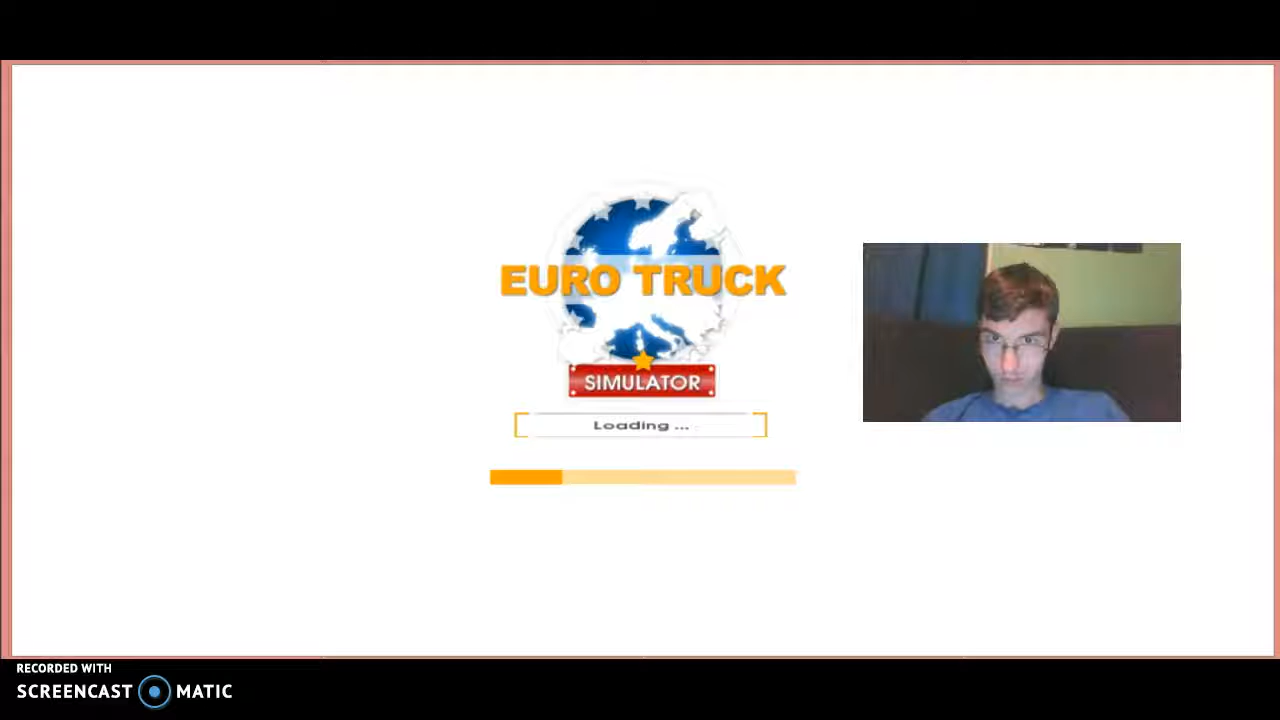 EURO TRUCK
SIMULATOR
Loading ...
RECORDED WITH
SCREENCAST MATIC